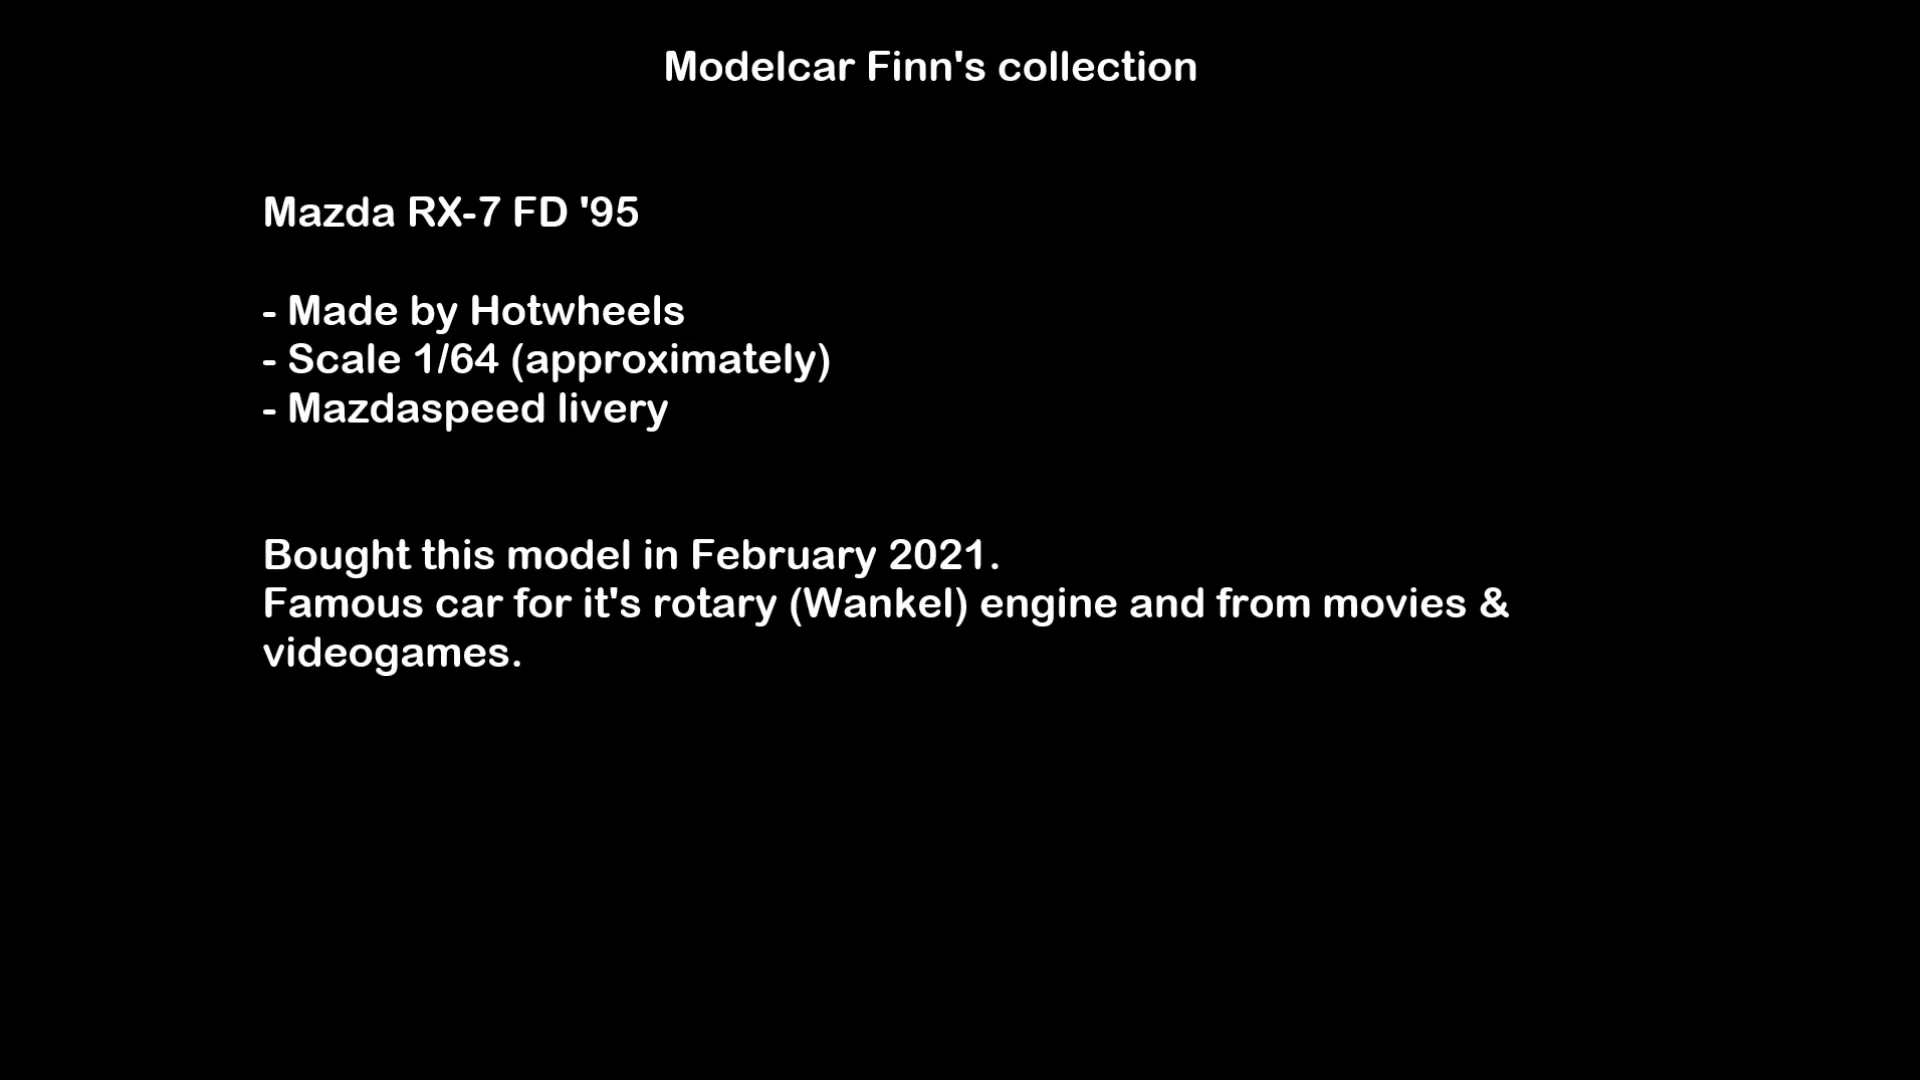 Modelcar Finn's collection
Mazda RX-7 FD '95
- Made by Hotwheels
- Scale 1/64 (approximately)
- Mazdaspeed livery
Bought this model in February 2021.
Famous car for it's rotary (Wankel) engine and from movies &
videogames.